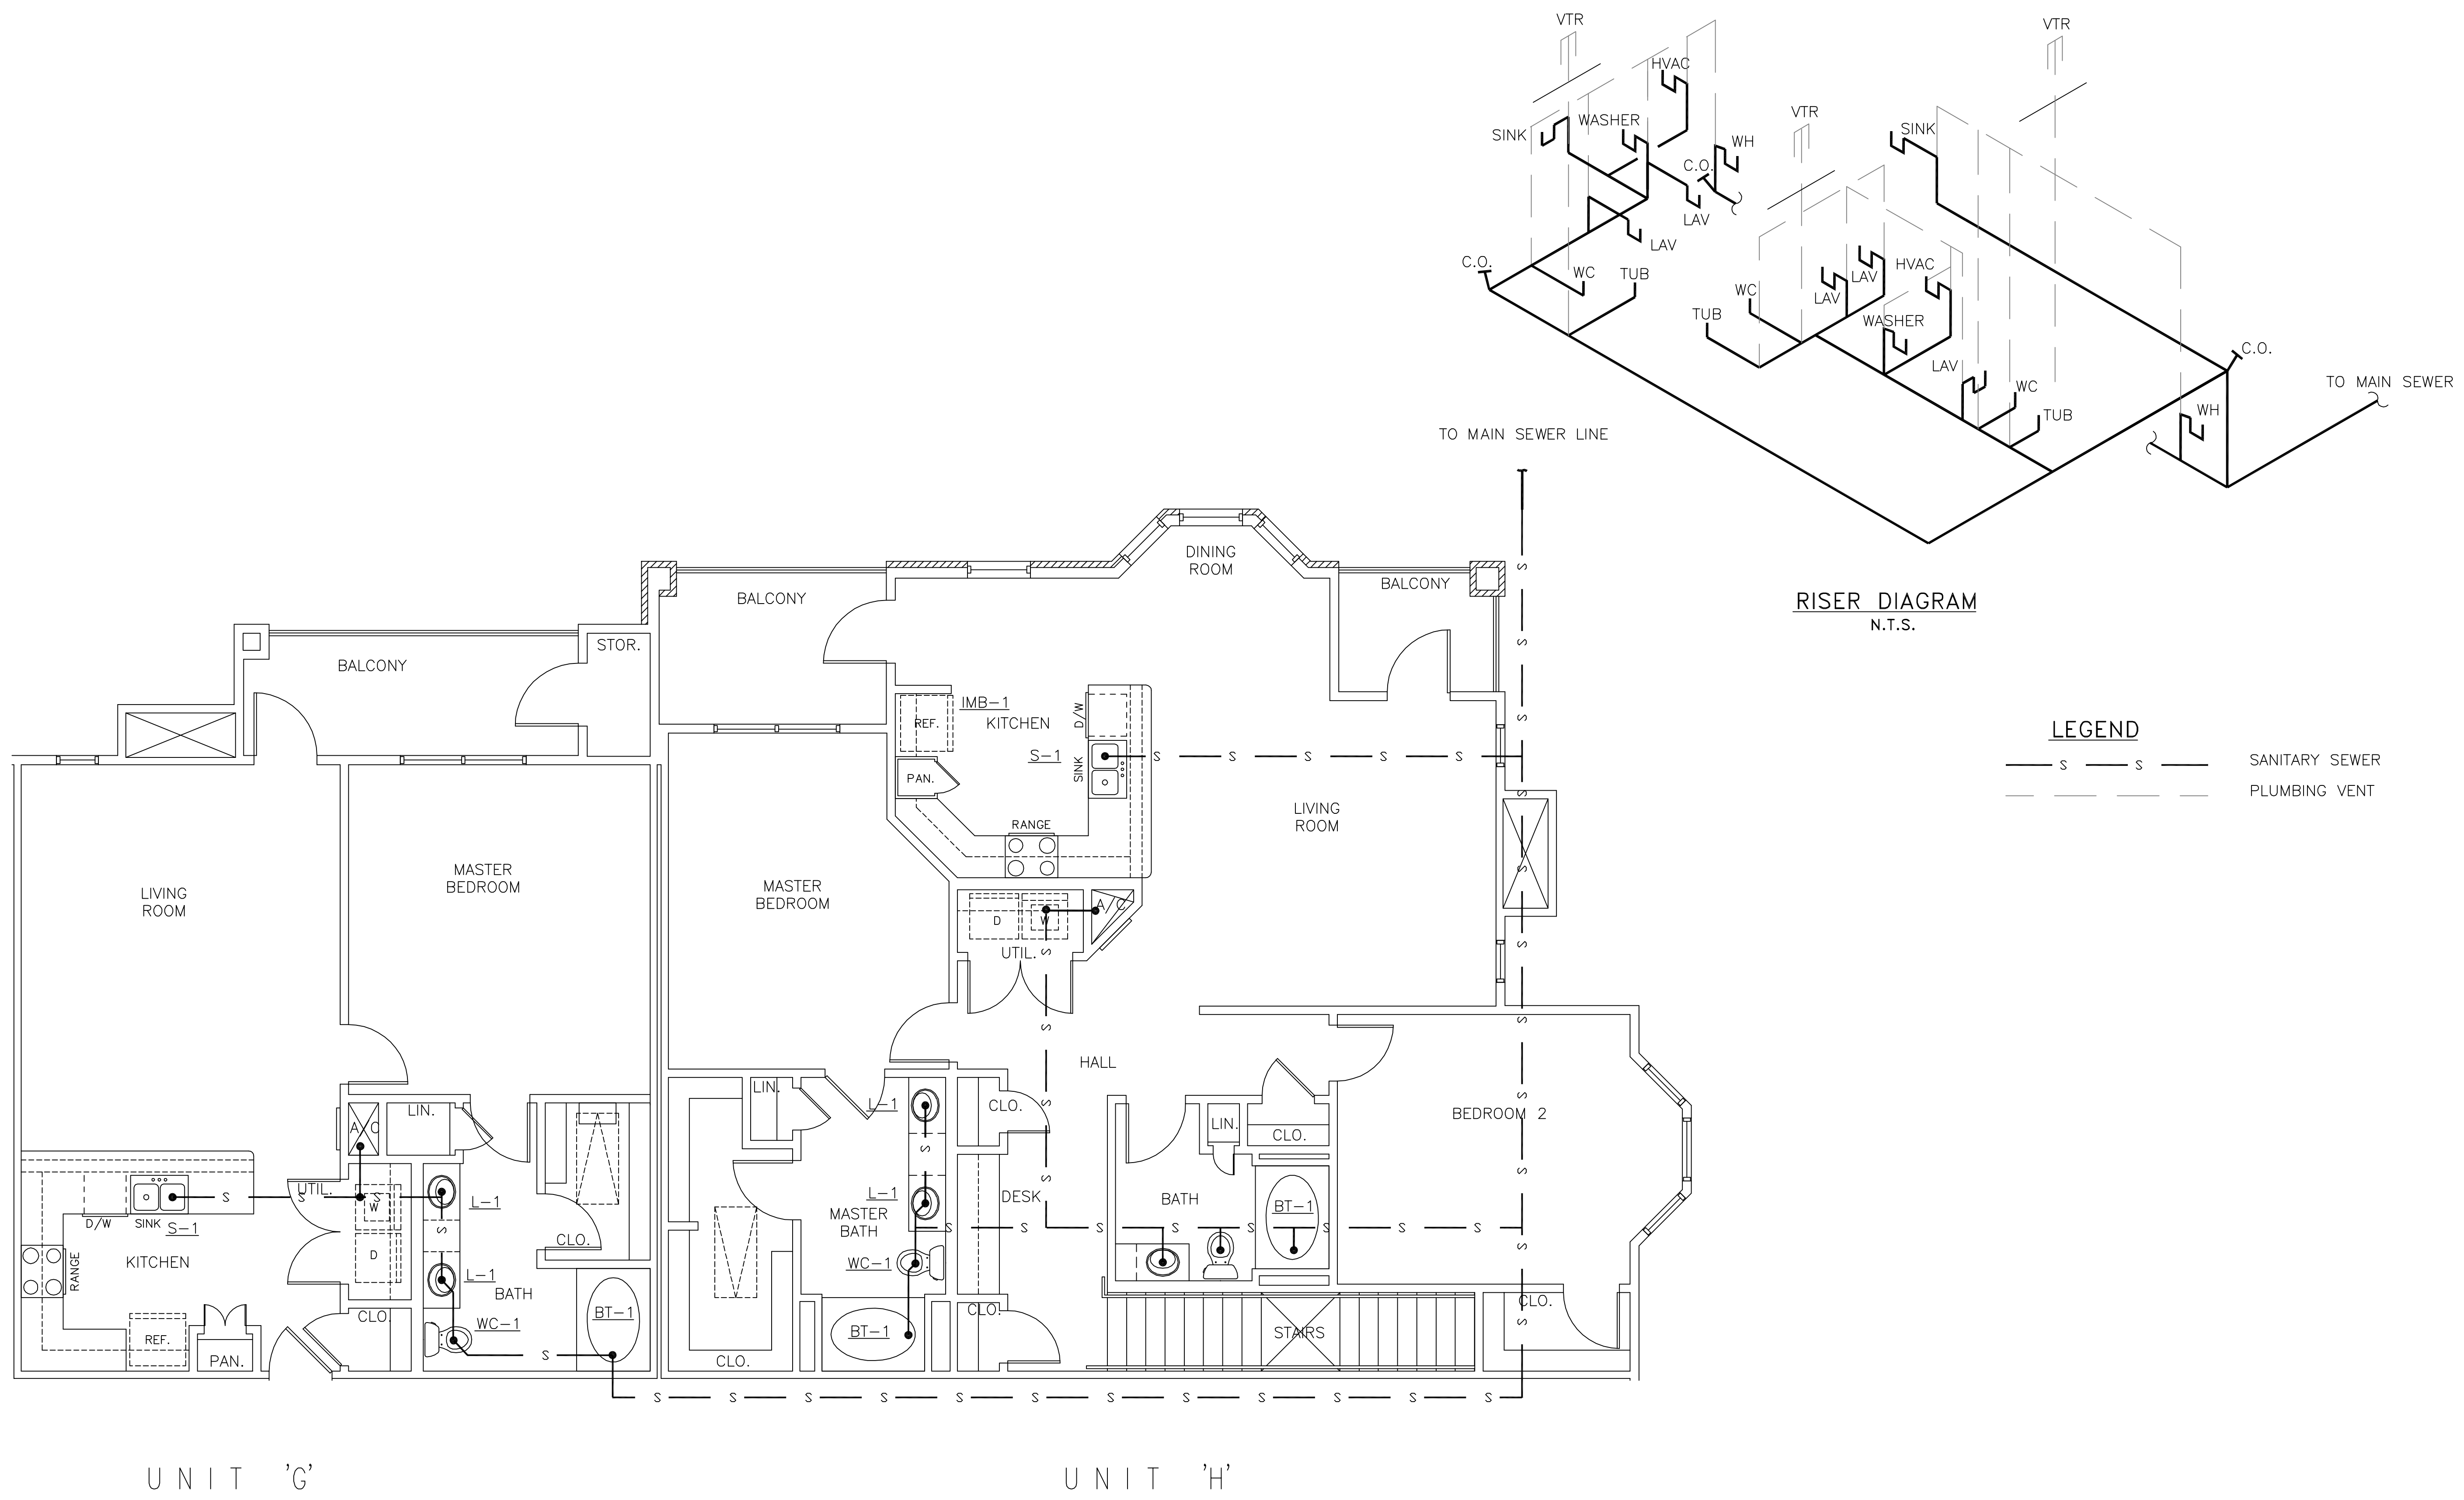 VTR
VTR
HVAC
VTR
SINK
WASHER
SINK
WH
C.O.
LAV
LAV
C.O.
WC
TUB
LAV
HVAC
WC
LAV
TUB
WASHER
C.O.
LAV
WC
TO MAIN SEWER
WH
TUB
TO MAIN SEWER LINE
RISER DIAGRAM
N.T.S.
LEGEND
S S
SANITARY SEWER
PLUMBING VENT
DINING
ROOM
BALCONY
BALCONY
STOR.
BALCONY
REF.
IMB-1
KITCHEN
D/W
S-1
SINK
PAN.
RANGE
LIVING
ROOM
MASTER
BEDROOM
MASTER
BEDROOM
LIVING
ROOM
D
W
A/C
UTIL.
HALL
LIN.
L-1
CLO.
BEDROOM 2
LIN.
CLO.
LIN.
A/C
UTIL.
W
L-1
D/W
SINK
S-1
D
CLO.
KITCHEN
RANGE
L-1
BATH
BT-1
REF.
PAN.
CLO.
WC-1
L-1
DESK
MASTER
BATH
WC-1
BT-1
CLO.
CLO.
BATH
BT-1
STAIRS
CLO.
S S S S S
S S S S S S S S
S S S S S S S S S S S S
UNIT 'G'
UNIT 'H'